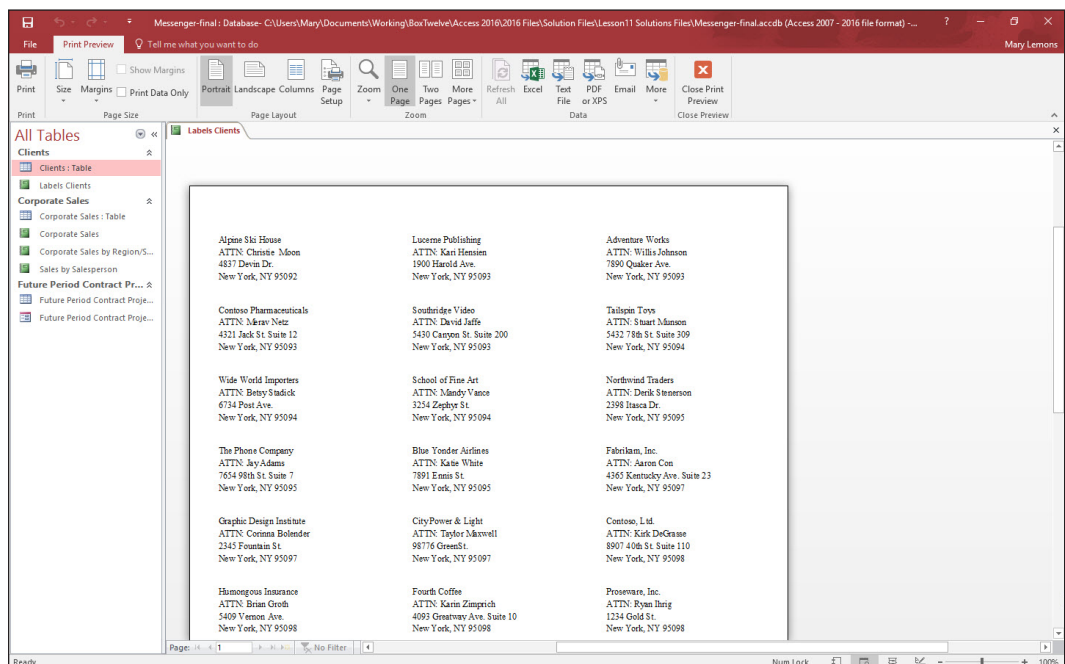 Messenger-final : Database- C:\Users\Mary\Documents\Working\BoxTwelve\Access 2016\2016 Files\Solution Files\Lesson11 Solutions Files\Messenger-final.accdb (Access 2007 - 2016 file format) -... ?
File Print Preview Tell me what you want to do Mary Lemons
Print Size Margins Show Margins Print Data Only Portrait Landscape Columns Page Setup Zoom One Page Two Pages More Pages Refresh All Excel Text File PDF or XPS Email More Close Print Preview
Print Page Size Page Layout Zoom Data Close Preview
All Tables
Clients
Clients : Table
Labels Clients
Corporate Sales
Corporate Sales : Table
Corporate Sales
Corporate Sales by Region/S...
Sales by Salesperson
Future Period Contract Pr...
Future Period Contract Proje...
Future Period Contract Proje...
Labels Clients
Alpine Ski House
ATTN: Christie Moon
4837 Devin Dr.
New York, NY 95092
Lucerne Publishing
ATTN: Kari Hensien
1900 Harold Ave.
New York, NY 95093
Adventure Works
ATTN: Willis Johnson
7890 Quaker Ave.
New York, NY 95093
Contoso Pharmaceuticals
ATTN: Merav Netz
4321 Jack St. Suite 12
New York, NY 95093
Southridge Video
ATTN: David Jaffe
5430 Canyon St. Suite 200
New York, NY 95093
Tailspin Toys
ATTN: Stuart Munson
5432 78th St. Suite 309
New York, NY 95094
Wide World Importers
ATTN: Betsy Stadick
6734 Post Ave.
New York, NY 95094
School of Fine Art
ATTN: Mandy Vance
3254 Zephyr St.
New York, NY 95094
Northwind Traders
ATTN: Derik Stenerson
2398 Itasca Dr.
New York, NY 95095
The Phone Company
ATTN: Jay Adams
7654 98th St. Suite 7
New York, NY 95095
Blue Yonder Airlines
ATTN: Katie White
7891 Ennis St.
New York, NY 95095
Fabrikam, Inc.
ATTN: Aaron Con
4365 Kentucky Ave. Suite 23
New York, NY 95097
Graphic Design Institute
ATTN: Corinna Bolender
2345 Fountain St.
New York, NY 95097
City Power & Light
ATTN: Taylor Maxwell
98776 Green St.
New York, NY 95097
Contoso, Ltd.
ATTN: Kirk DeGrasse
8907 40th St. Suite 110
New York, NY 95098
Humongous Insurance
ATTN: Brian Groth
5409 Vernon Ave.
New York, NY 95098
Fourth Coffee
ATTN: Karin Zimprich
4093 Greatway Ave. Suite 10
New York, NY 95098
Proseware, Inc.
ATTN: Ryan Ihrig
1234 Gold St.
New York, NY 95098
Page: 1 No Filter
Ready Num Lock 100%